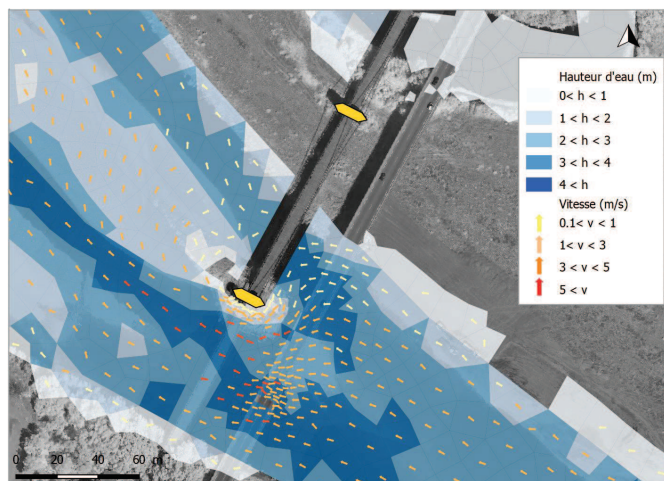 Hauteur d'eau (m)
0< h < 1
1 < h < 2
2 < h < 3
3 < h < 4
4 < h
Vitesse (m/s)
0.1< v < 1
1< v < 3
3 < v < 5
5 < v
0 20 40 60 m